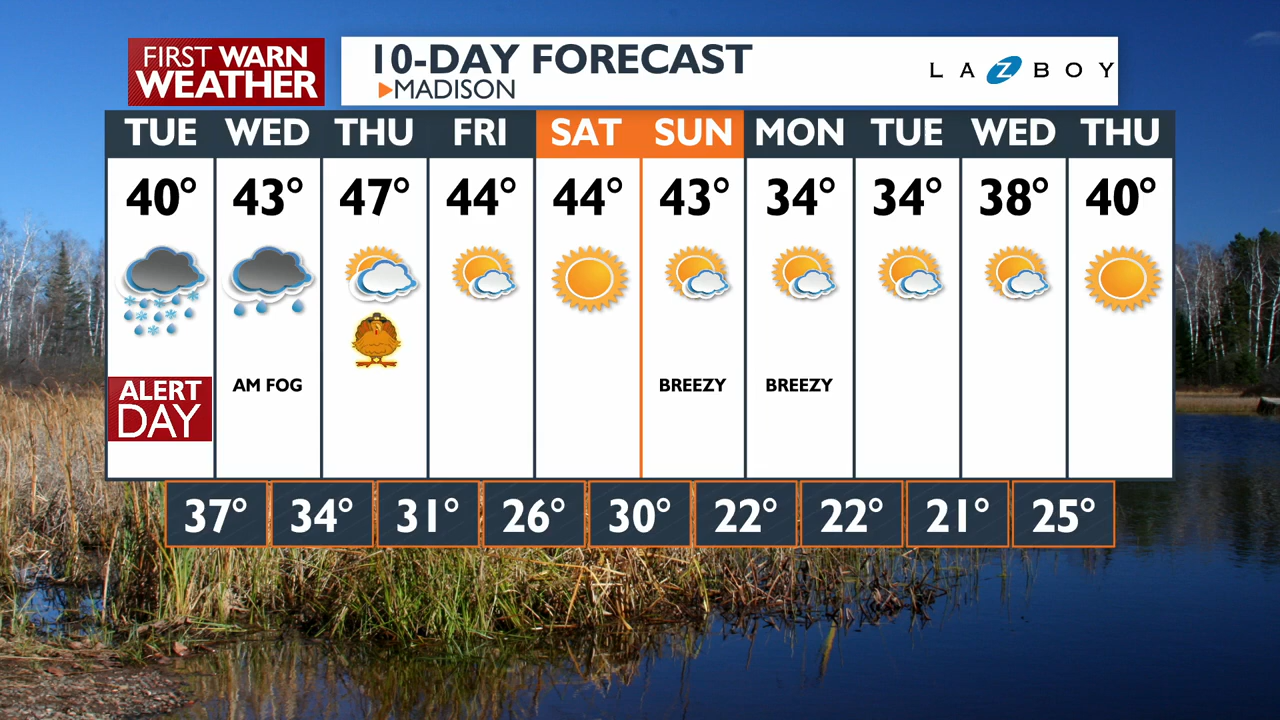 FIRST WARN
WEATHER
10-DAY FORECAST
MADISON
LAZBOY
TUE WED THU FRI SAT SUN MON TUE WED THU
40° 43° 47° 44° 44° 43° 34° 34° 38° 40°
ALERT
DAY
AM FOG
BREEZY
BREEZY
37° 34° 31° 26° 30° 22° 22° 21° 25°